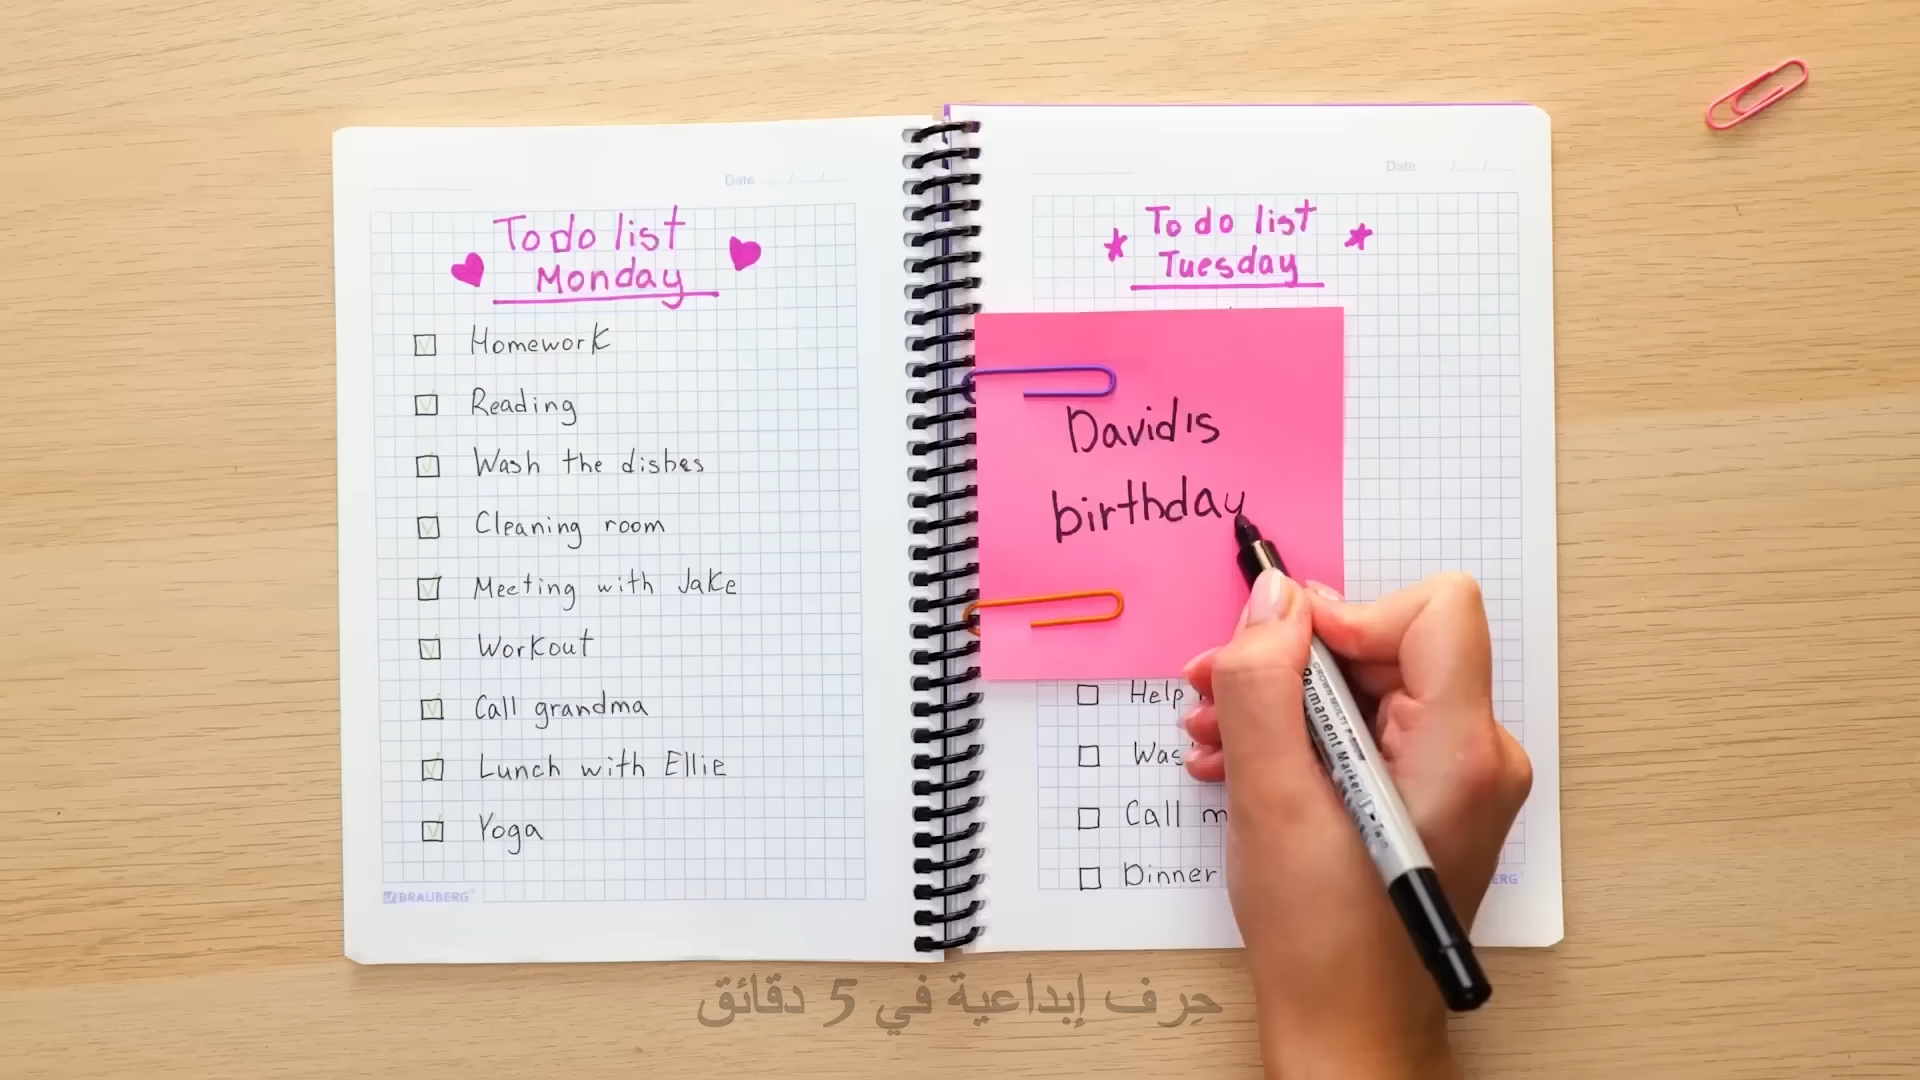 Date
To do list
Monday
Homework
Reading
Wash the dishes
Cleaning room
Meeting with Jake
Workout
Call grandma
Lunch with Ellie
Yoga
BRAUBERG
Date
To do list
Tuesday
David's
birthday
Help
Call
Dinner
Permanent Marker
حِرف إبداعية في 5 دقائق